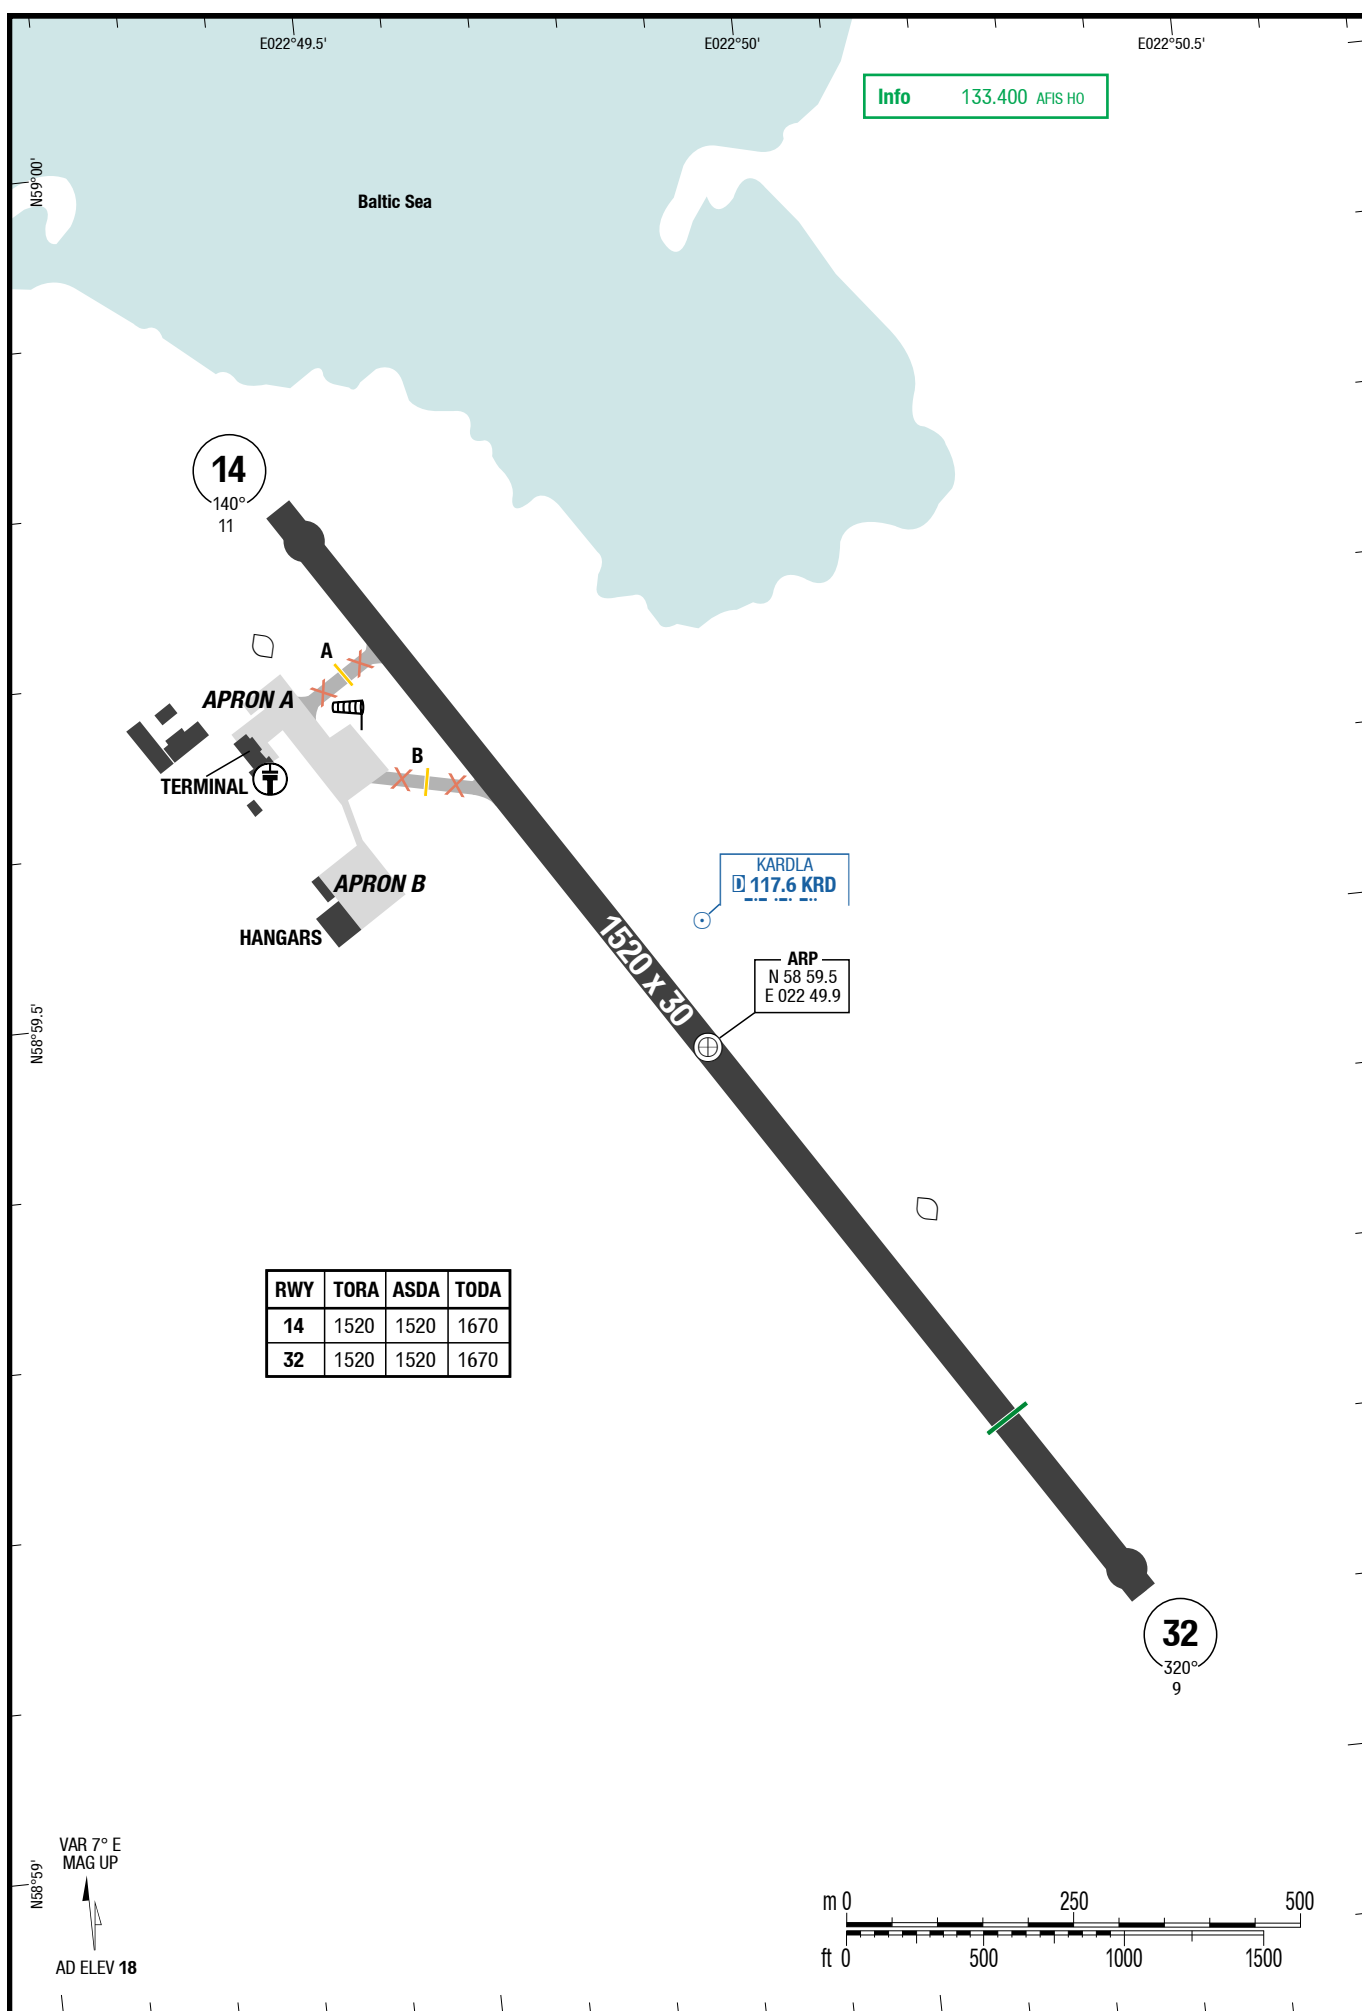 E022°49.5'
E022°50'
E022°50.5'
Info 133.400 AFIS HO
N59°00'
Baltic Sea
14
140°
11
A
APRON A
B
TERMINAL
APRON B
HANGARS
KARDLA
D 117.6 KRD
1520 x 30
ARP
N 58 59.5
E 022 49.9
N58°59.5'
RWY TORA ASDA TODA
14 1520 1520 1670
32 1520 1520 1670
32
320°
9
VAR 7° E
MAG UP
N58°59'
AD ELEV 18
m 0 250 500
ft 0 500 1000 1500